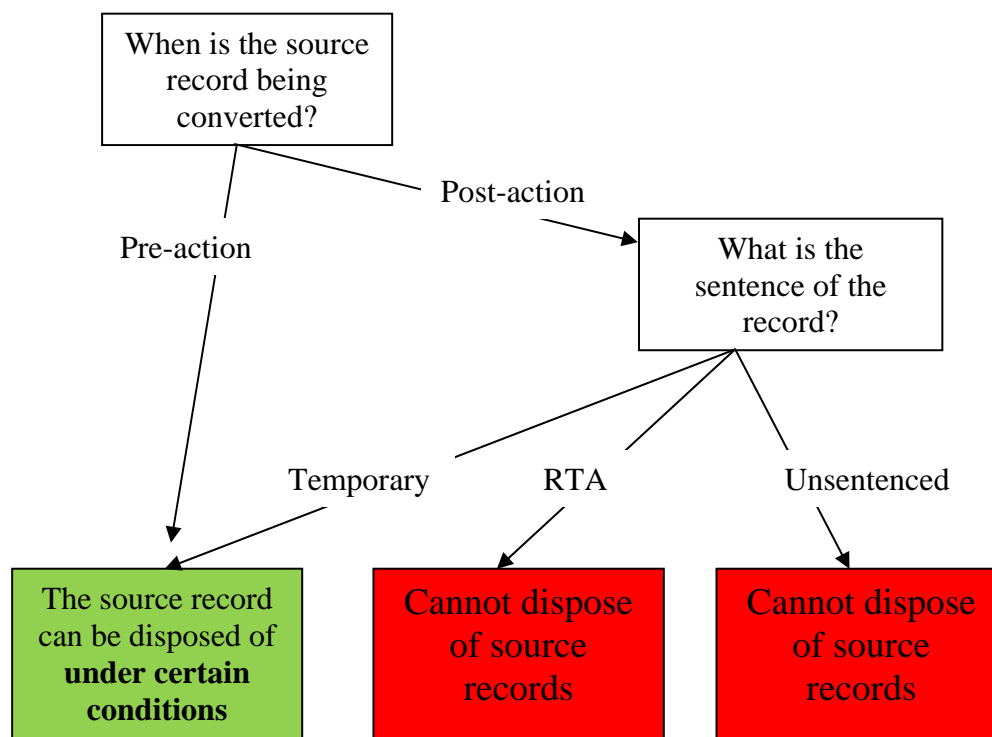 When is the source
record being
converted?
Post-action
Pre-action
What is the
sentence of the
record?
Temporary
RTA
Unsentenced
The source record
can be disposed of
under certain
conditions
Cannot dispose
of source
records
Cannot dispose
of source
records